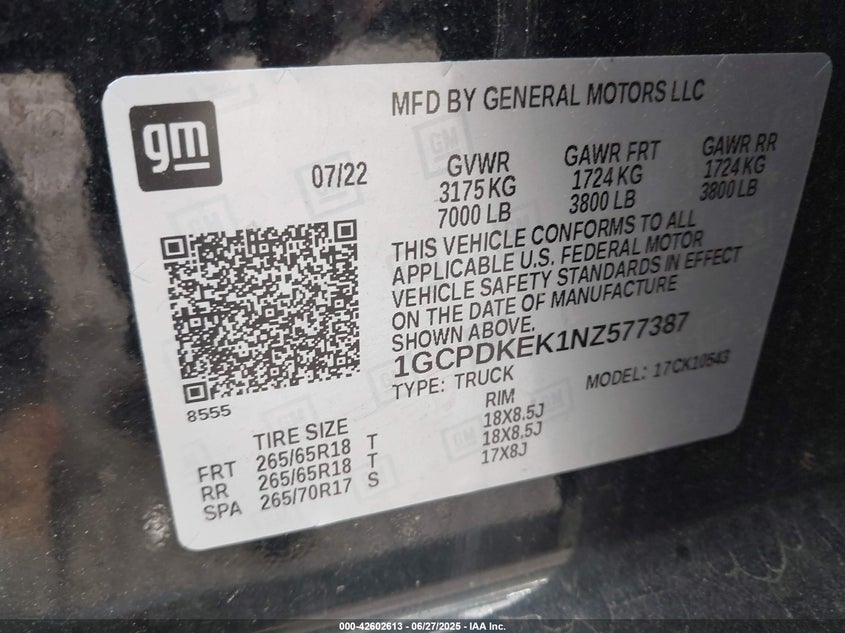 MFD BY GENERAL MOTORS LLC
gm
07/22
GVWR GAWR FRT GAWR RR
3175 KG 1724 KG 1724 KG
7000 LB 3800 LB 3800 LB
THIS VEHICLE CONFORMS TO ALL
APPLICABLE U.S. FEDERAL MOTOR
VEHICLE SAFETY STANDARDS IN EFFECT
ON THE DATE OF MANUFACTURE
SHOWN ABOVE.
1GCPDKEK1NZ577387
TYPE: TRUCK MODEL: 17CK10543
8555
TIRE SIZE RIM
FRT 265/65R18 T 18X8.5J
RR 265/65R18 T 18X8.5J
SPA 265/70R17 S 17X8J
000-42602613 - 06/27/2025 - IAA Inc.